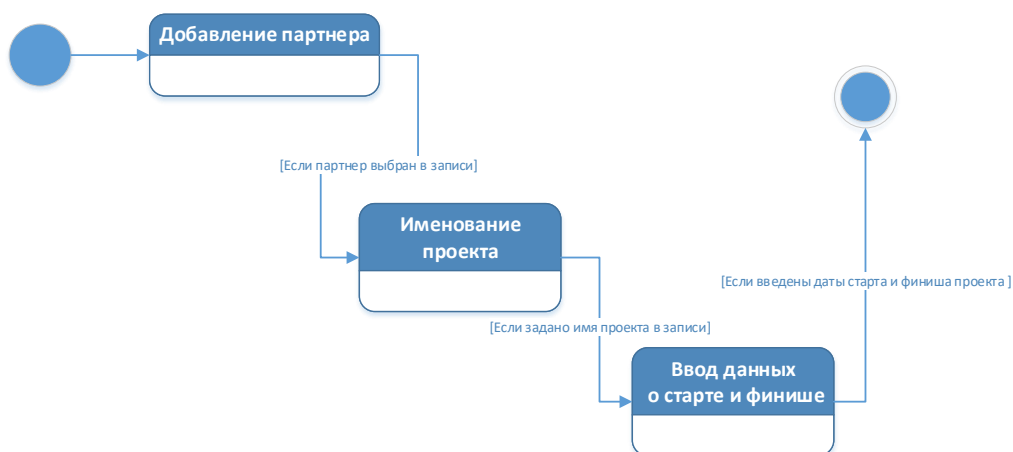 Добавление партнера
[Если партнер выбран в записи]
Именование
проекта
[Если введены даты старта и финиша проекта ]
[Если задано имя проекта в записи]
Ввод данных
о старте и финише